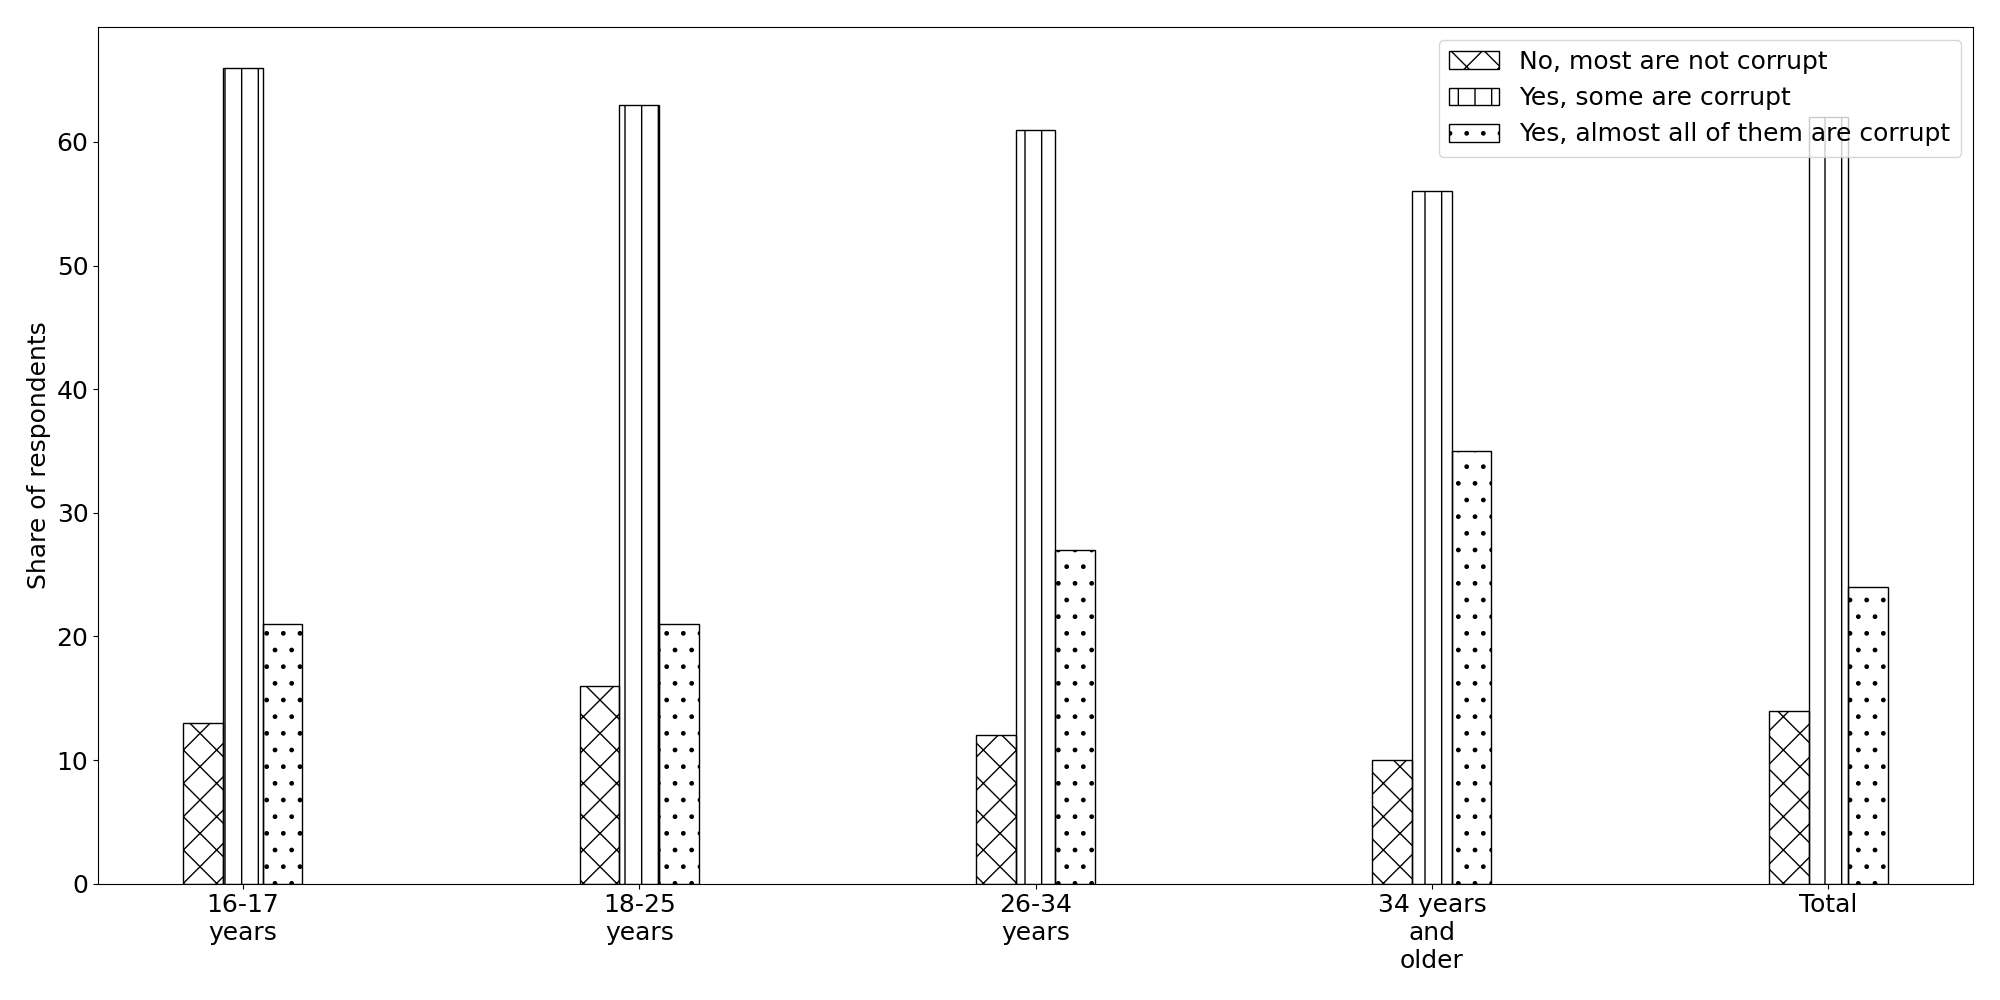 No, most are not corrupt
Yes, some are corrupt
Yes, almost all of them are corrupt
Share of respondents
60
50
40
30
20
10
0
16-17
years
18-25
years
26-34
years
34 years
and
older
Total